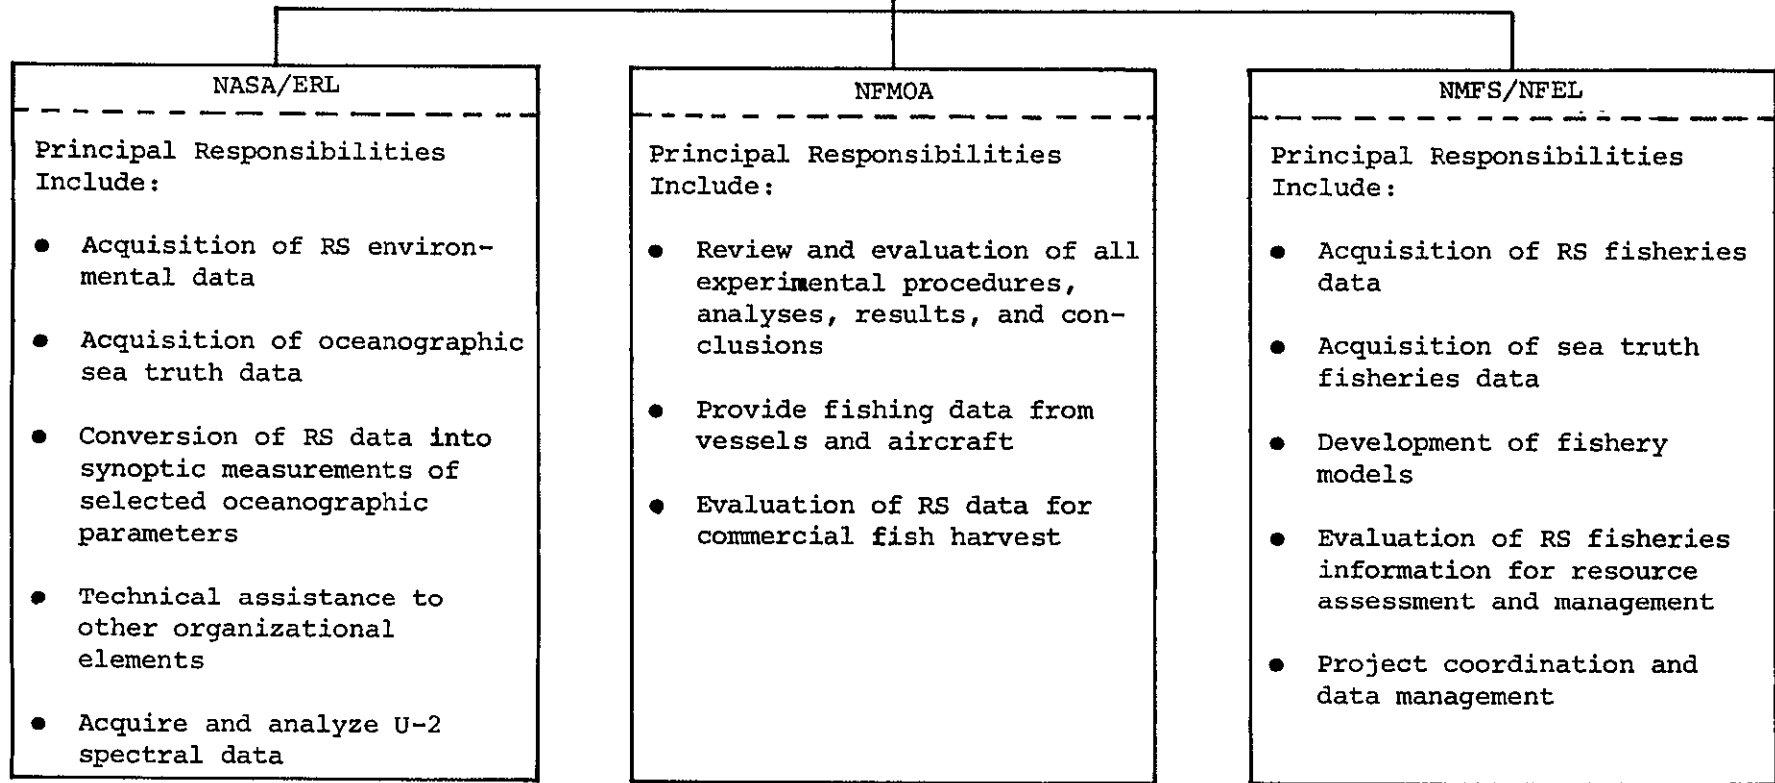 NASA/ERL
Principal Responsibilities
Include:
● Acquisition of RS environ-
mental data
● Acquisition of oceanographic
sea truth data
● Conversion of RS data into
synoptic measurements of
selected oceanographic
parameters
● Technical assistance to
other organizational
elements
● Acquire and analyze U-2
spectral data
NFMOA
Principal Responsibilities
Include:
● Review and evaluation of all
experimental procedures,
analyses, results, and con-
clusions
● Provide fishing data from
vessels and aircraft
● Evaluation of RS data for
commercial fish harvest
NMFS/NFEL
Principal Responsibilities
Include:
● Acquisition of RS fisheries
data
● Acquisition of sea truth
fisheries data
● Development of fishery
models
● Evaluation of RS fisheries
information for resource
assessment and management
● Project coordination and
data management